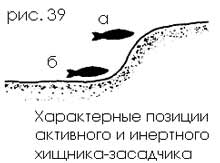 рис. 39
а
б
Характерные позиции
активного и инертного
хищника-засадчика